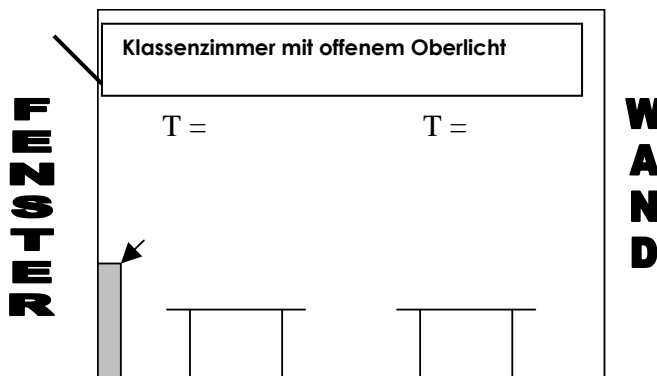 Klassenzimmer mit offenem Oberlicht
T =
T =
FENSTER
WAND